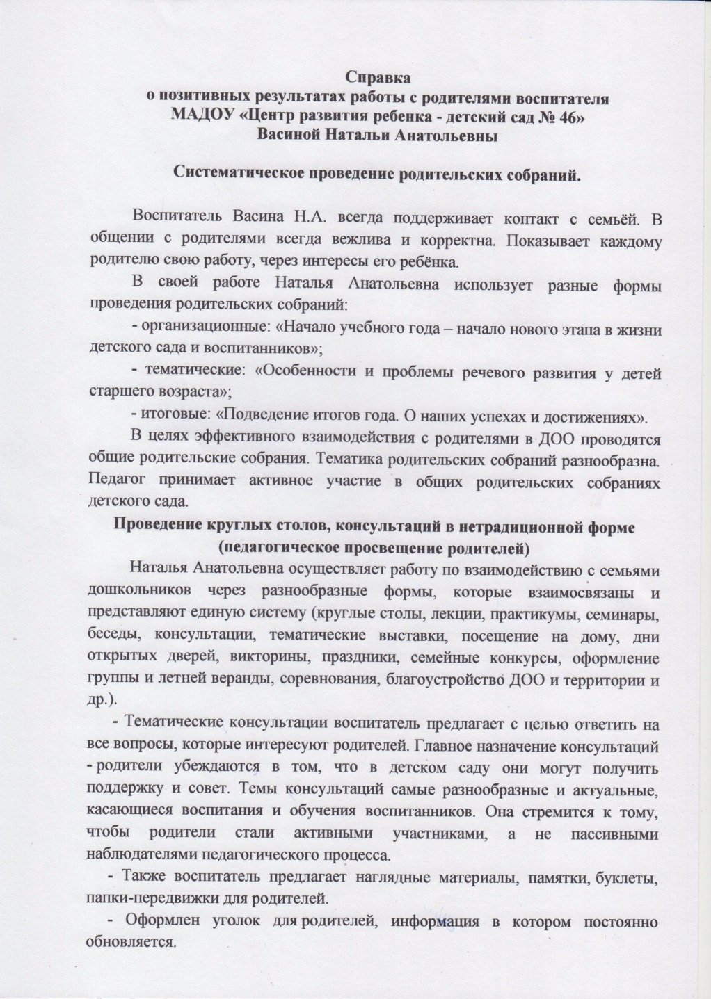 Справка
о позитивных результатах работы с родителями воспитателя
МАДОУ «Центр развития ребенка - детский сад № 46»
Васиной Натальи Анатольевны
Систематическое проведение родительских собраний.
Воспитатель Васина Н.А. всегда поддерживает контакт с семьёй. В
общении с родителями всегда вежлива и корректна. Показывает каждому
родителю свою работу, через интересы его ребёнка.
В своей работе Наталья Анатольевна использует разные формы
проведения родительских собраний:
- организационные: «Начало учебного года – начало нового этапа в жизни
детского сада и воспитанников»;
- тематические: «Особенности и проблемы речевого развития у детей
старшего возраста»;
- итоговые: «Подведение итогов года. О наших успехах и достижениях».
В целях эффективного взаимодействия с родителями в ДОО проводятся
общие родительские собрания. Тематика родительских собраний разнообразна.
Педагог принимает активное участие в общих родительских собраниях
детского сада.
Проведение круглых столов, консультаций в нетрадиционной форме
(педагогическое просвещение родителей)
Наталья Анатольевна осуществляет работу по взаимодействию с семьями
дошкольников через разнообразные формы, которые взаимосвязаны и
представляют единую систему (круглые столы, лекции, практикумы, семинары,
беседы, консультации, тематические выставки, посещение на дому, дни
открытых дверей, викторины, праздники, семейные конкурсы, оформление
группы и летней веранды, соревнования, благоустройство ДОО и территории и
др.).
- Тематические консультации воспитатель предлагает с целью ответить на
все вопросы, которые интересуют родителей. Главное назначение консультаций
- родители убеждаются в том, что в детском саду они могут получить
поддержку и совет. Темы консультаций самые разнообразные и актуальные,
касающиеся воспитания и обучения воспитанников. Она стремится к тому,
чтобы родители стали активными участниками, а не пассивными
наблюдателями педагогического процесса.
- Также воспитатель предлагает наглядные материалы, памятки, буклеты,
папки-передвижки для родителей.
- Оформлен уголок для родителей, информация в котором постоянно
обновляется.